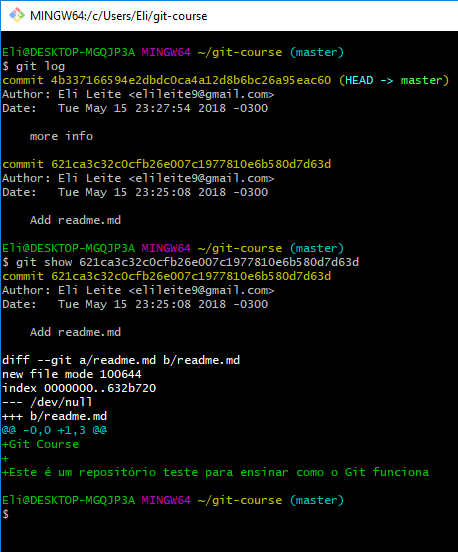 MINGW64:/c/Users/Eli/git-course
Eli@DESKTOP-MGQJP3A MINGW64 ~/git-course (master)
$ git log
commit 4b337166594e2dbdc0ca4a12d8b6bc26a95eac60 (HEAD -> master)
Author: Eli Leite <elileite9@gmail.com>
Date:   Tue May 15 23:27:54 2018 -0300
    more info
commit 621ca3c32c0cfb26e007c1977810e6b580d7d63d
Author: Eli Leite <elileite9@gmail.com>
Date:   Tue May 15 23:25:08 2018 -0300
    Add readme.md
Eli@DESKTOP-MGQJP3A MINGW64 ~/git-course (master)
$ git show 621ca3c32c0cfb26e007c1977810e6b580d7d63d
commit 621ca3c32c0cfb26e007c1977810e6b580d7d63d
Author: Eli Leite <elileite9@gmail.com>
Date:   Tue May 15 23:25:08 2018 -0300
    Add readme.md
diff --git a/readme.md b/readme.md
new file mode 100644
index 0000000..632b720
--- /dev/null
+++ b/readme.md
@@ -0,0 +1,3 @@
+Git Course
+
+Este é um repositório teste para ensinar como o Git funciona
Eli@DESKTOP-MGQJP3A MINGW64 ~/git-course (master)
$